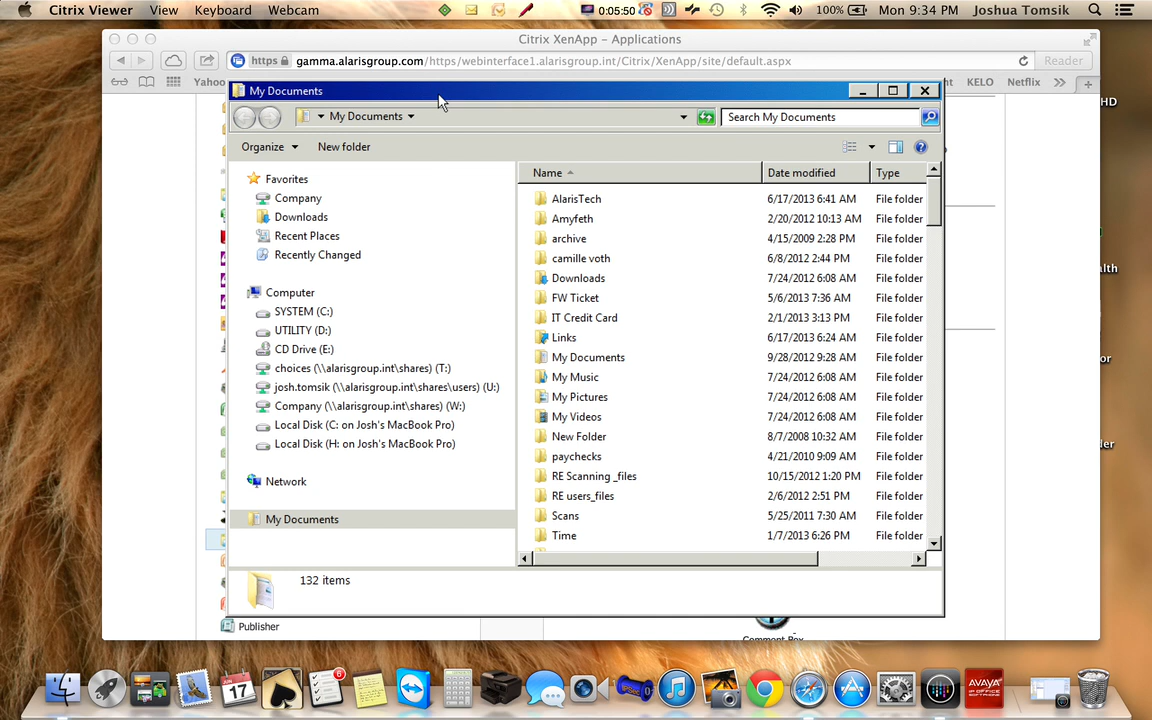 Citrix Viewer View Keyboard Webcam 0:05:50 100% Mon 9:34 PM Joshua Tomsik
Citrix XenApp – Applications
https gamma.alarisgroup.com/https/webinterface1.alarisgroup.int/Citrix/XenApp/site/default.aspx Reader
Yahoo KELO Netflix >> +
My Documents
My Documents Search My Documents
Organize New folder
Name Date modified Type
Favorites
Company
Downloads
Recent Places
Recently Changed
Computer
SYSTEM (C:)
UTILITY (D:)
CD Drive (E:)
choices (\\alarisgroup.int\shares) (T:)
josh.tomsik (\\alarisgroup.int\shares\users) (U:)
Company (\\alarisgroup.int\shares) (W:)
Local Disk (C: on Josh's MacBook Pro)
Local Disk (H: on Josh's MacBook Pro)
Network
My Documents
AlarisTech 6/17/2013 6:41 AM File folder
Amyfeth 2/20/2012 10:13 AM File folder
archive 4/15/2009 2:28 PM File folder
camille voth 6/8/2012 2:44 PM File folder
Downloads 7/24/2012 6:08 AM File folder
FW Ticket 5/6/2013 7:36 AM File folder
IT Credit Card 2/1/2013 3:13 PM File folder
Links 6/17/2013 6:24 AM File folder
My Documents 9/28/2012 9:28 AM File folder
My Music 7/24/2012 6:08 AM File folder
My Pictures 7/24/2012 6:08 AM File folder
My Videos 7/24/2012 6:08 AM File folder
New Folder 8/7/2008 10:32 AM File folder
paychecks 4/21/2010 9:09 AM File folder
RE Scanning _files 10/15/2012 1:20 PM File folder
RE users_files 2/6/2012 2:51 PM File folder
Scans 5/25/2011 7:30 AM File folder
Time 1/7/2013 6:26 PM File folder
132 items
Publisher
Comment Box
HD
JUN
17
6
AVAYA
IP OFFICE